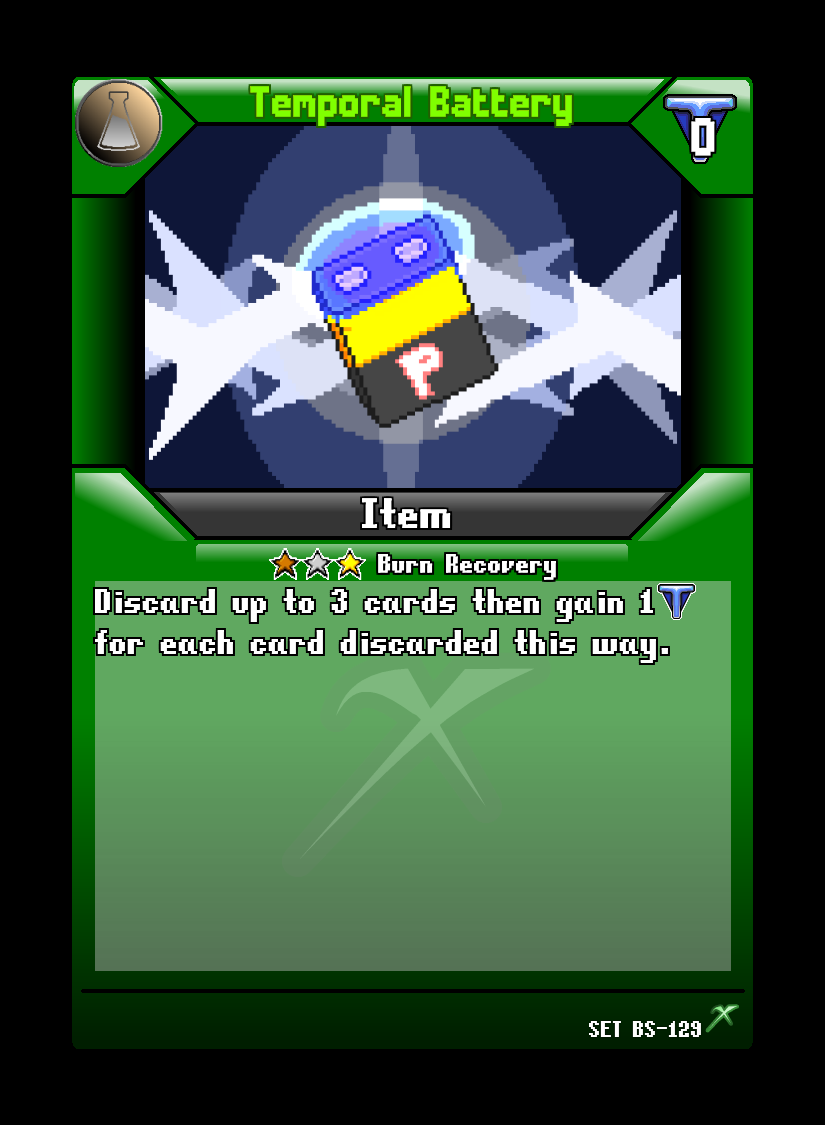 Temporal Battery
0
P
Item
Burn Recovery
Discard up to 3 cards then gain 1 T
for each card discarded this way.
SET BS-129